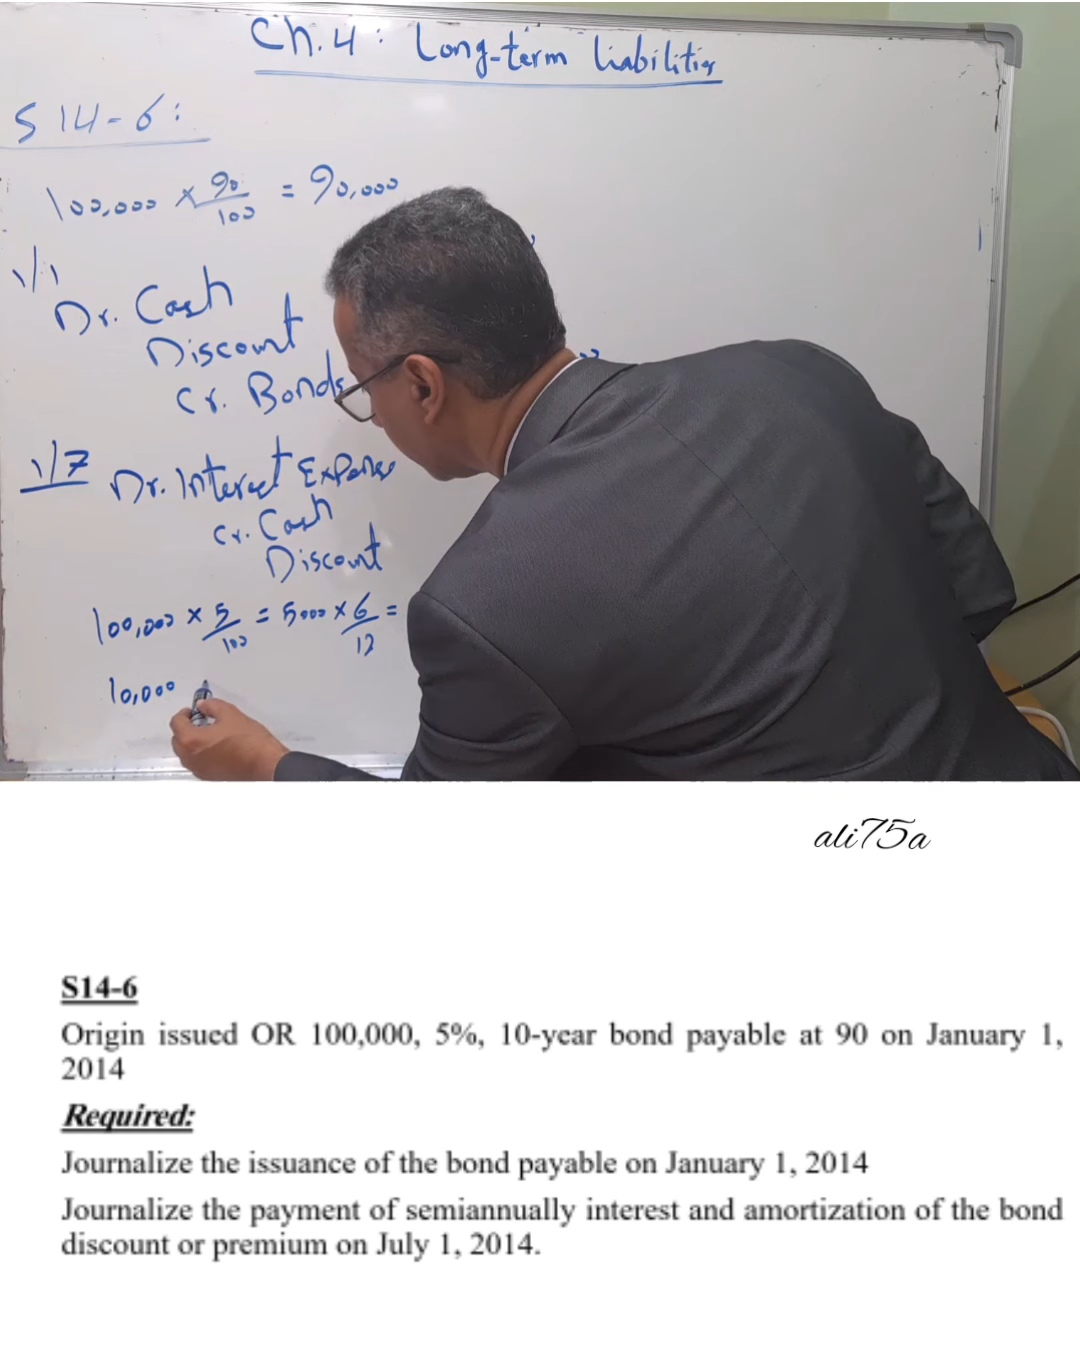 Ch.4: Long-term liabilities
S 14-6:
100,000 × 90/100 = 90,000
1/1
Dr. Cash
Discount
Cr. Bonds
1/7 Dr. Interest Expense
Cr. Cash
Discount
100,000 × 5/100 = 5000 × 6/12 =
10,000
ali75a
S14-6
Origin issued OR 100,000, 5%, 10-year bond payable at 90 on January 1,
2014
Required:
Journalize the issuance of the bond payable on January 1, 2014
Journalize the payment of semiannually interest and amortization of the bond
discount or premium on July 1, 2014.